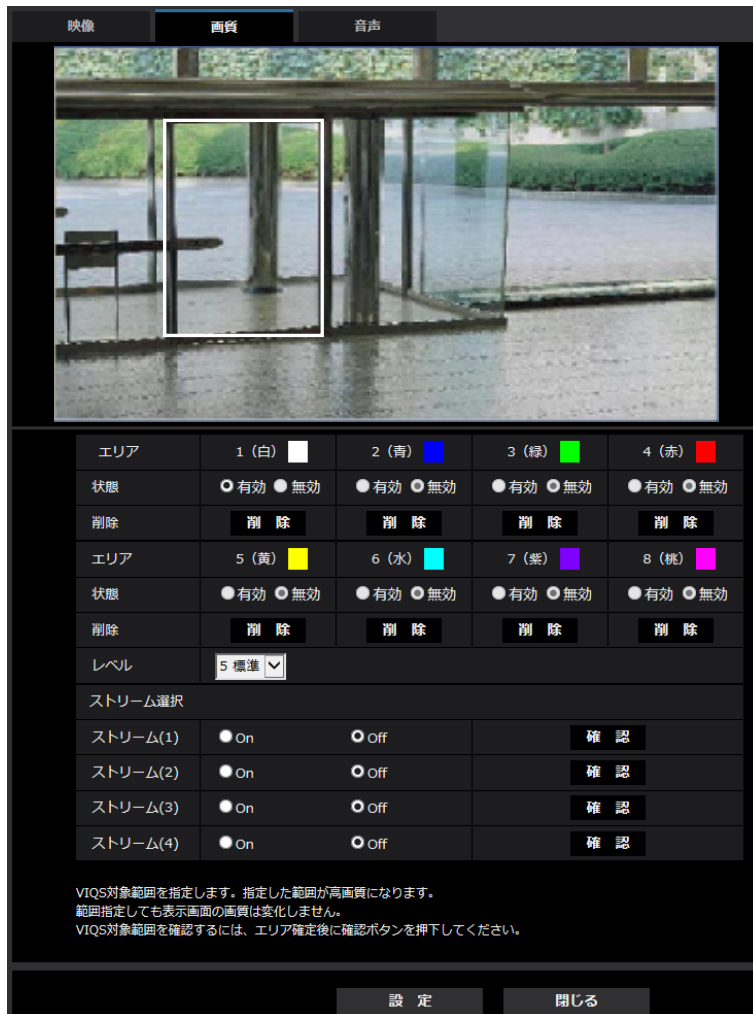 映像 画質 音声
エリア 1（白） 2（青） 3（緑） 4（赤）
状態 有効 無効 有効 無効 有効 無効 有効 無効
削除 削 除 削 除 削 除 削 除
エリア 5（黄） 6（水） 7（紫） 8（桃）
状態 有効 無効 有効 無効 有効 無効 有効 無効
削除 削 除 削 除 削 除 削 除
レベル 5 標準
ストリーム選択
ストリーム(1) On Off 確 認
ストリーム(2) On Off 確 認
ストリーム(3) On Off 確 認
ストリーム(4) On Off 確 認
VIQS対象範囲を指定します。指定した範囲が高画質になります。
範囲指定しても表示画面の画質は変化しません。
VIQS対象範囲を確認するには、エリア確定後に確認ボタンを押下してください。
設 定 閉じる